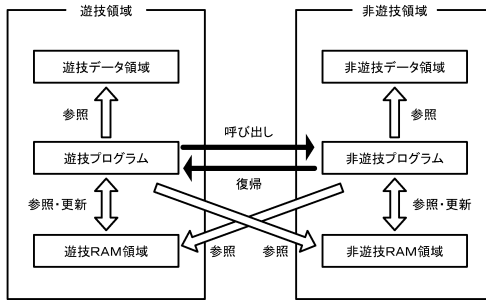 遊技領域
非遊技領域
遊技データ領域
非遊技データ領域
参照
参照
呼び出し
遊技プログラム
非遊技プログラム
復帰
参照・更新
参照・更新
遊技RAM領域
参照
参照
非遊技RAM領域